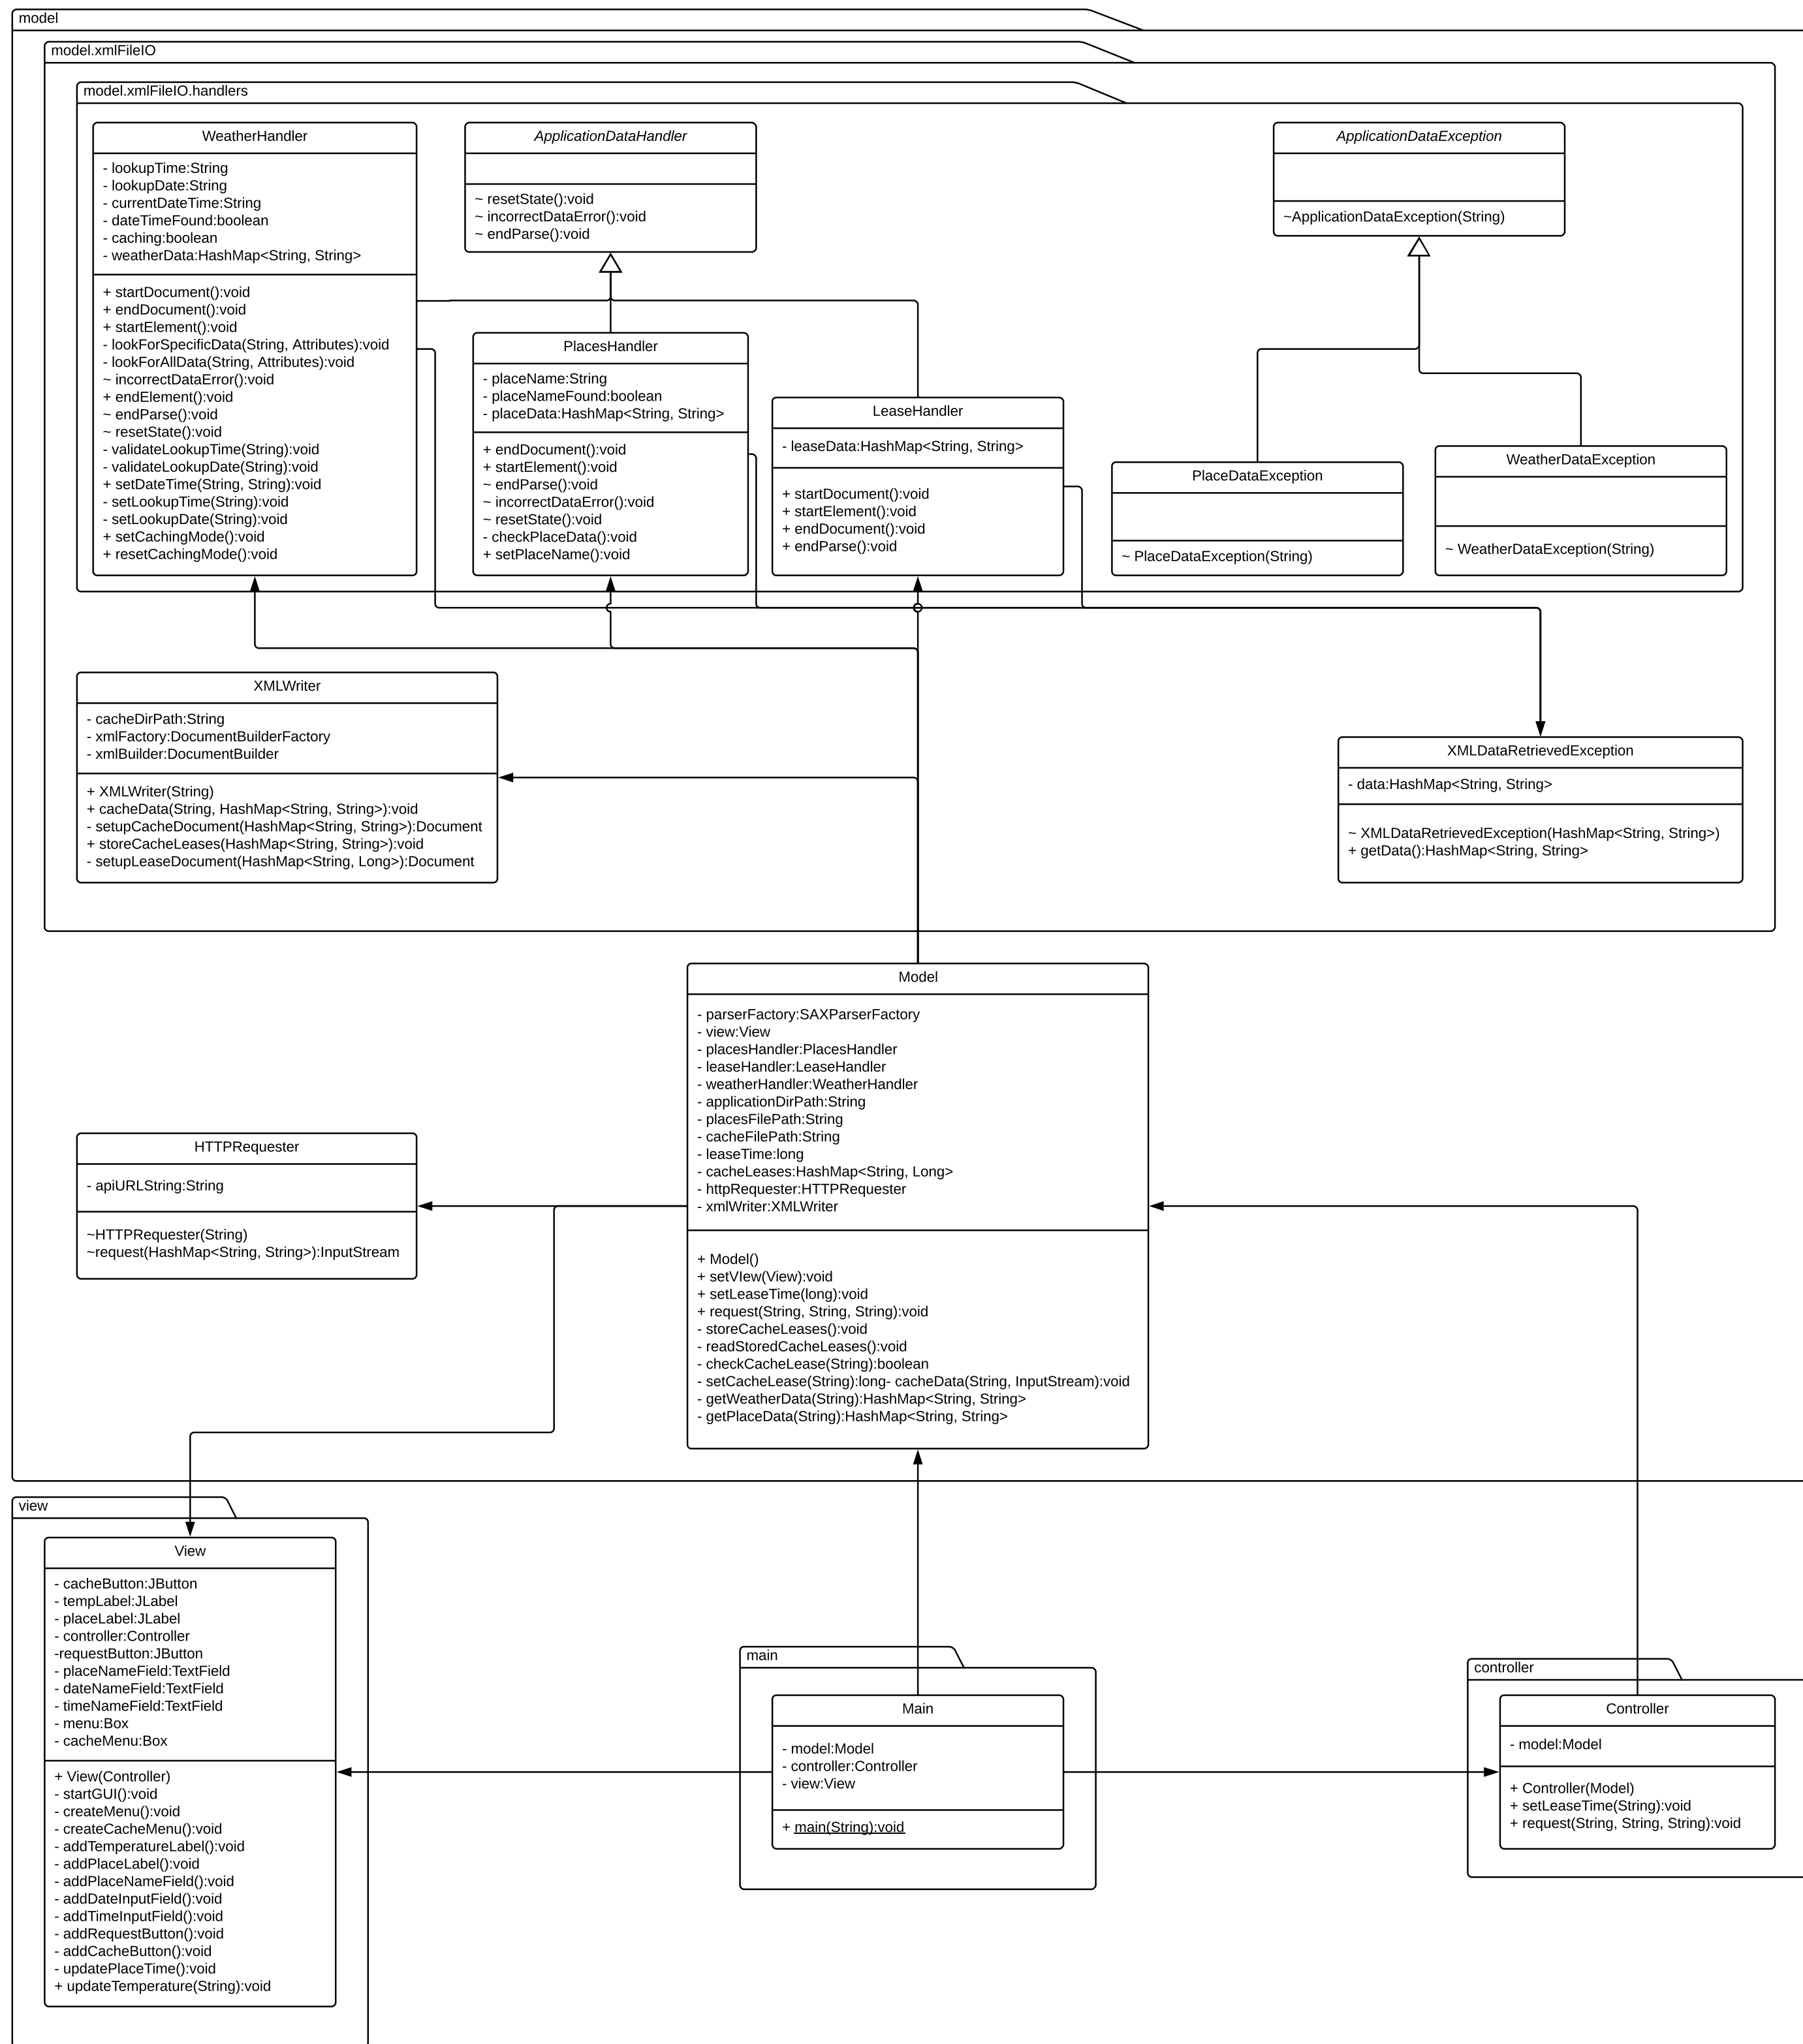 model
model.xmlFileIO
model.xmlFileIO.handlers
WeatherHandler
- lookupTime:String
- lookupDate:String
- currentDateTime:String
- dateTimeFound:boolean
- caching:boolean
- weatherData:HashMap<String, String>
+ startDocument():void
+ endDocument():void
+ startElement():void
- lookForSpecificData(String, Attributes):void
- lookForAllData(String, Attributes):void
~ incorrectDataError():void
+ endElement():void
~ endParse():void
~ resetState():void
- validateLookupTime(String):void
- validateLookupDate(String):void
+ setDateTime(String, String):void
- setLookupTime(String):void
- setLookupDate(String):void
+ setCachingMode():void
+ resetCachingMode():void
ApplicationDataHandler
~ resetState():void
~ incorrectDataError():void
~ endParse():void
PlacesHandler
- placeName:String
- placeNameFound:boolean
- placeData:HashMap<String, String>
+ endDocument():void
+ startElement():void
~ endParse():void
~ incorrectDataError():void
~ resetState():void
- checkPlaceData():void
+ setPlaceName():void
LeaseHandler
- leaseData:HashMap<String, String>
+ startDocument():void
+ startElement():void
+ endDocument():void
+ endParse():void
ApplicationDataException
~ApplicationDataException(String)
PlaceDataException
~ PlaceDataException(String)
WeatherDataException
~ WeatherDataException(String)
XMLWriter
- cacheDirPath:String
- xmlFactory:DocumentBuilderFactory
- xmlBuilder:DocumentBuilder
+ XMLWriter(String)
+ cacheData(String, HashMap<String, String>):void
- setupCacheDocument(HashMap<String, String>):Document
+ storeCacheLeases(HashMap<String, String>):void
- setupLeaseDocument(HashMap<String, Long>):Document
XMLDataRetrievedException
- data:HashMap<String, String>
~ XMLDataRetrievedException(HashMap<String, String>)
+ getData():HashMap<String, String>
Model
- parserFactory:SAXParserFactory
- view:View
- placesHandler:PlacesHandler
- leaseHandler:LeaseHandler
- weatherHandler:WeatherHandler
- applicationDirPath:String
- placesFilePath:String
- cacheFilePath:String
- leaseTime:long
- cacheLeases:HashMap<String, Long>
- httpRequester:HTTPRequester
- xmlWriter:XMLWriter
+ Model()
+ setVIew(View):void
+ setLeaseTime(long):void
+ request(String, String, String):void
- storeCacheLeases():void
- readStoredCacheLeases():void
- checkCacheLease(String):boolean
- setCacheLease(String):long- cacheData(String, InputStream):void
- getWeatherData(String):HashMap<String, String>
- getPlaceData(String):HashMap<String, String>
HTTPRequester
- apiURLString:String
~HTTPRequester(String)
~request(HashMap<String, String>):InputStream
view
View
- cacheButton:JButton
- tempLabel:JLabel
- placeLabel:JLabel
- controller:Controller
-requestButton:JButton
- placeNameField:TextField
- dateNameField:TextField
- timeNameField:TextField
- menu:Box
- cacheMenu:Box
+ View(Controller)
- startGUI():void
- createMenu():void
- createCacheMenu():void
- addTemperatureLabel():void
- addPlaceLabel():void
- addPlaceNameField():void
- addDateInputField():void
- addTimeInputField():void
- addRequestButton():void
- addCacheButton():void
- updatePlaceTime():void
+ updateTemperature(String):void
main
Main
- model:Model
- controller:Controller
- view:View
+ main(String):void
controller
Controller
- model:Model
+ Controller(Model)
+ setLeaseTime(String):void
+ request(String, String, String):void